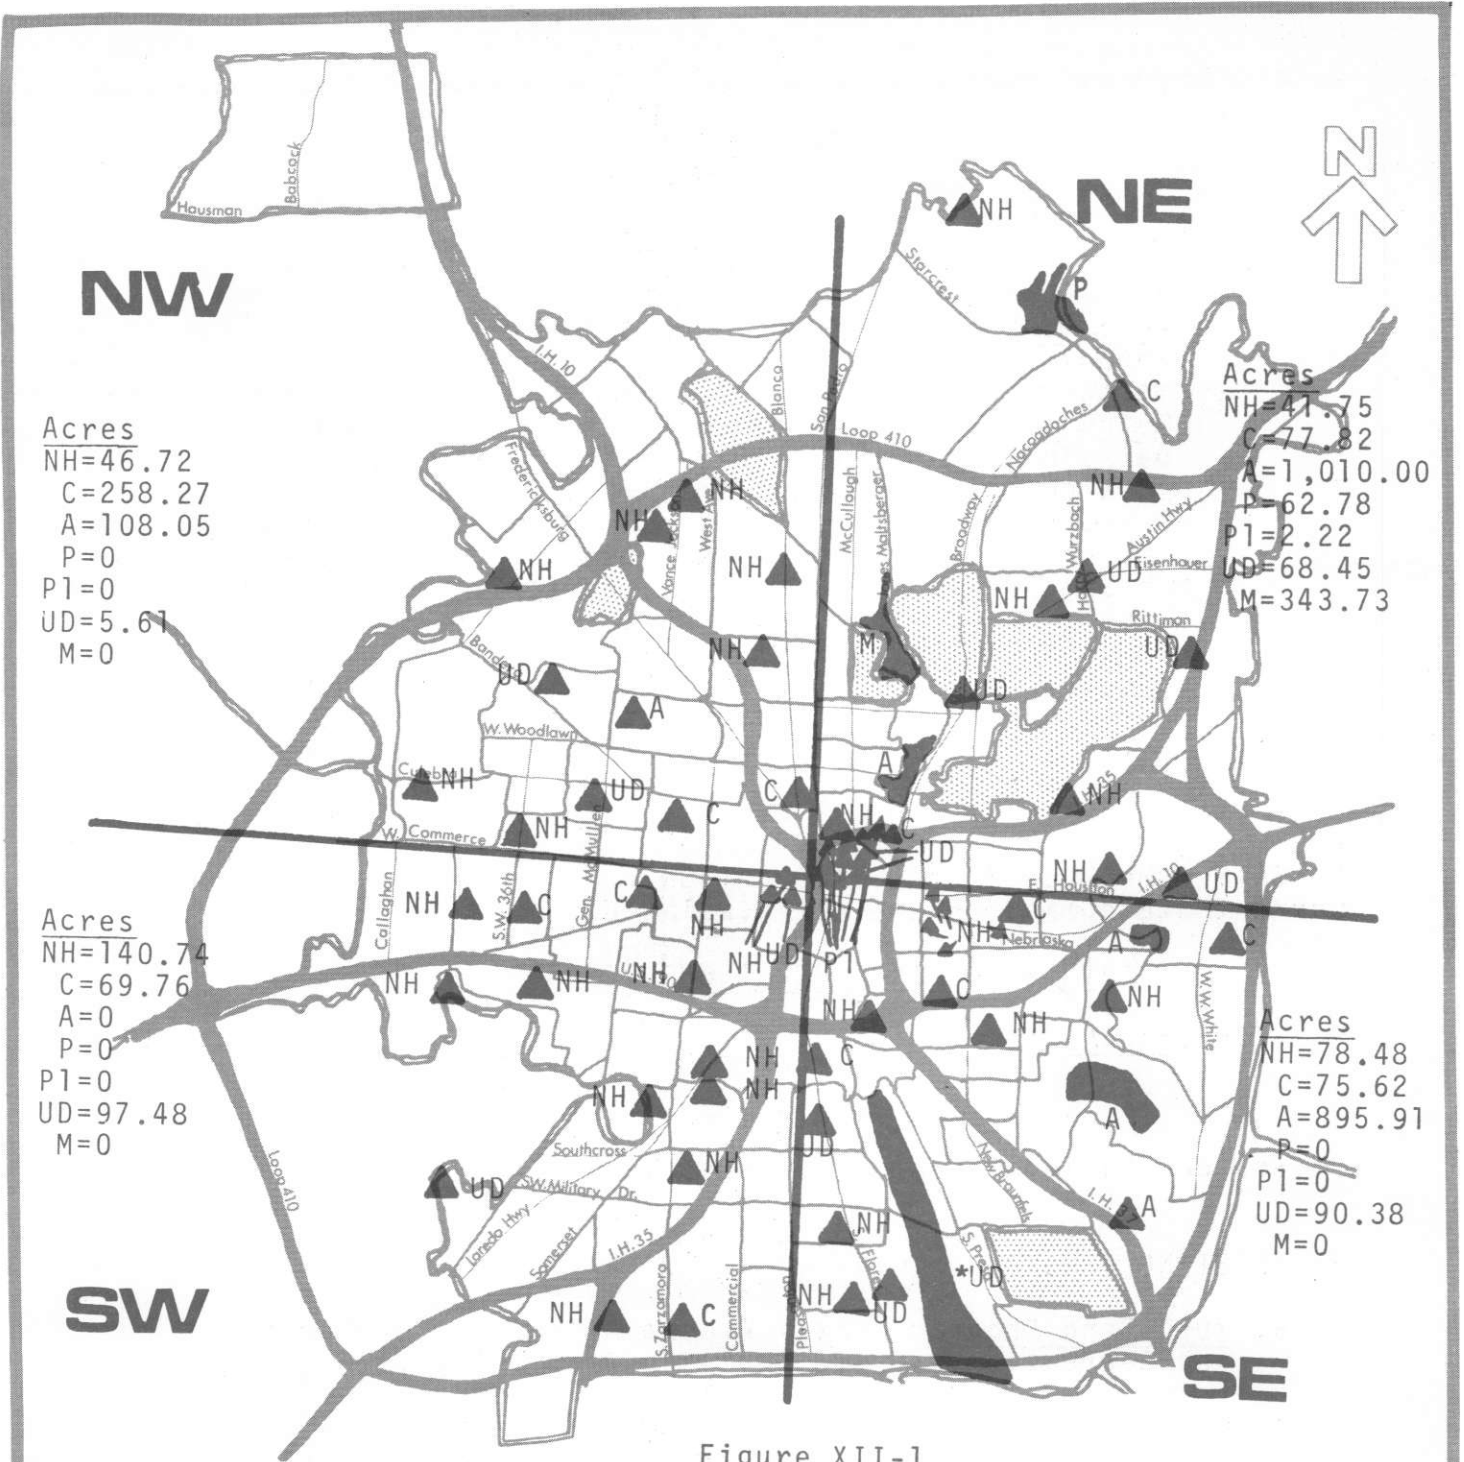 N
NE
NH
Babcock
Hausman
NW
Starcrest
P
I.H. 10
Blanco
San Pedro
C
Acres
NH=41.75
C=77.82
A=1,010.00
P=62.78
Pl=2.22
UD=68.45
M=343.73
Acres
NH=46.72
C=258.27
A=108.05
P=0
Pl=0
UD=5.61
M=0
Loop 410
Nacogdoches
Fredericksburg
NH
NH
NH
NH
West Ave
McCullough
Broadway
Wurzbach
Austin Hwy
Eisenhauer
NH
NH
UD
NH
Rittiman
UD
M
NH
UD
UD
A
W. Woodlawn
A
NH
UD
C
C
NH
NH
I.H. 35
C
UD
W. Commerce
NH
NH
UD
I.H. 10
Callaghan
S.W. 36th
Gen. McMullen
NH
C
C
NH
C
NH
Nebraska
A
C
NH
UD
Pl
Acres
NH=140.74
C=69.76
A=0
P=0
Pl=0
UD=97.48
M=0
NH
NH
NH
NH
C
NH
NH
W.W. White
NH
NH
C
NH
A
UD
Acres
NH=78.48
C=75.62
A=895.91
P=0
Pl=0
UD=90.38
M=0
Southcross
NH
UD
SW. Military Dr.
Loop 410
Laredo Hwy
Somerset
I.H. 35
New Braunfels
I.H. 37
A
NH
*UD
S. Zarzamora
Commercial
NH
UD
NH
C
SW
SE
Figure XII-1